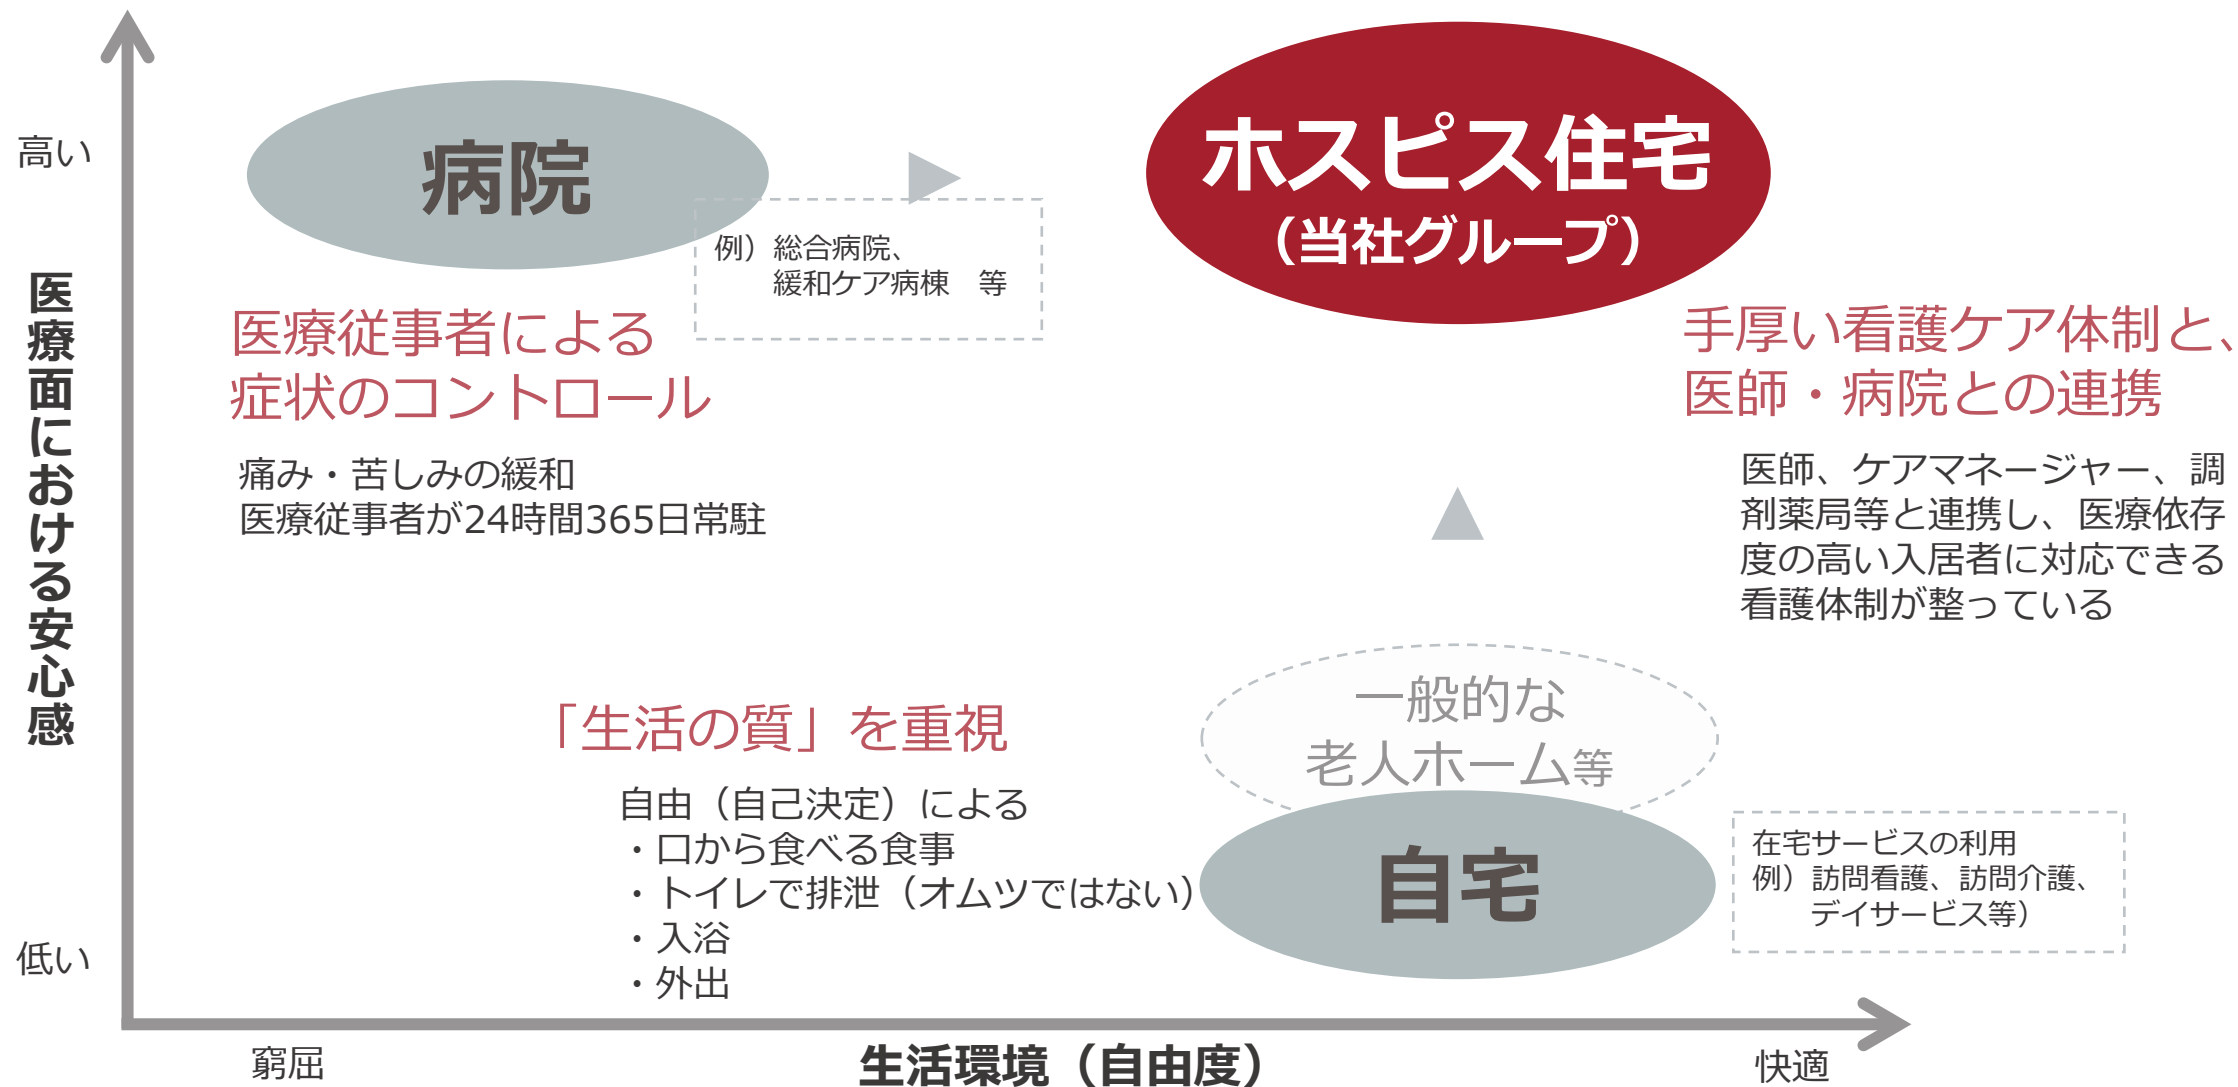 高い
医療面における安心感
低い
病院
例）総合病院、
緩和ケア病棟　等
医療従事者による
症状のコントロール
痛み・苦しみの緩和
医療従事者が24時間365日常駐
ホスピス住宅
（当社グループ）
手厚い看護ケア体制と、
医師・病院との連携
医師、ケアマネージャー、調
剤薬局等と連携し、医療依存
度の高い入居者に対応できる
看護体制が整っている
「生活の質」を重視
自由（自己決定）による
・口から食べる食事
・トイレで排泄（オムツではない）
・入浴
・外出
一般的な
老人ホーム等
自宅
在宅サービスの利用
例）訪問看護、訪問介護、
デイサービス等）
窮屈
生活環境（自由度）
快適